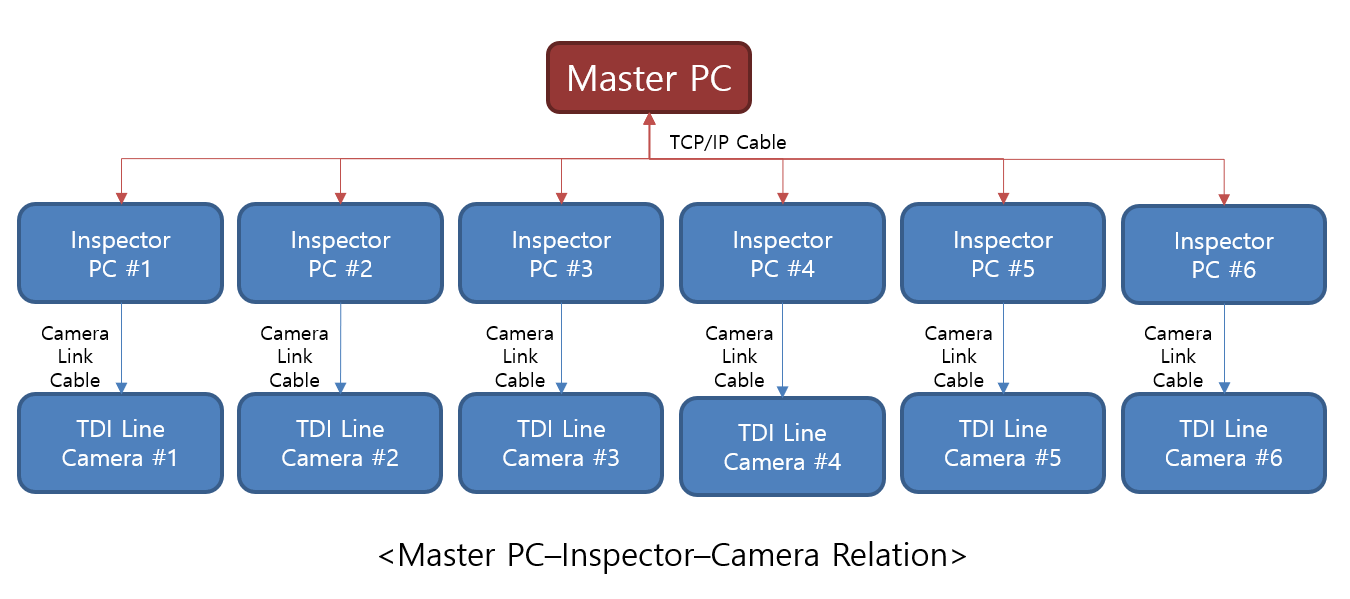 Master PC
TCP/IP Cable
Inspector
PC #1
Inspector
PC #2
Inspector
PC #3
Inspector
PC #4
Inspector
PC #5
Inspector
PC #6
Camera
Link
Cable
Camera
Link
Cable
Camera
Link
Cable
Camera
Link
Cable
Camera
Link
Cable
Camera
Link
Cable
TDI Line
Camera #1
TDI Line
Camera #2
TDI Line
Camera #3
TDI Line
Camera #4
TDI Line
Camera #5
TDI Line
Camera #6
<Master PC–Inspector–Camera Relation>